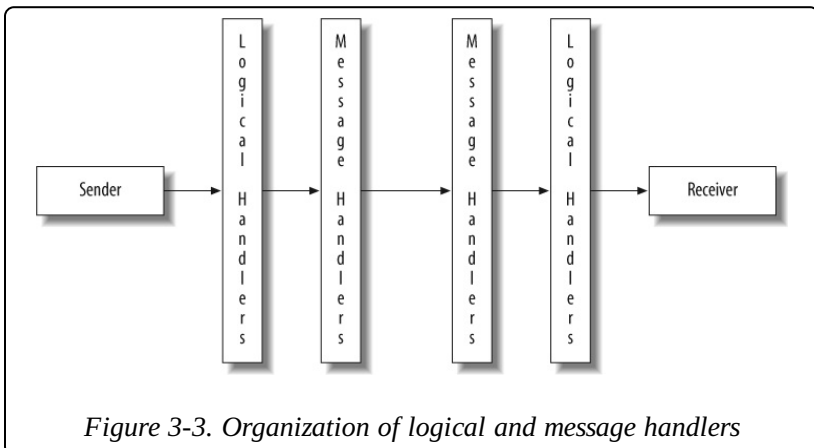 Sender
Logical Handlers
Message Handlers
Message Handlers
Logical Handlers
Receiver
Figure 3-3. Organization of logical and message handlers